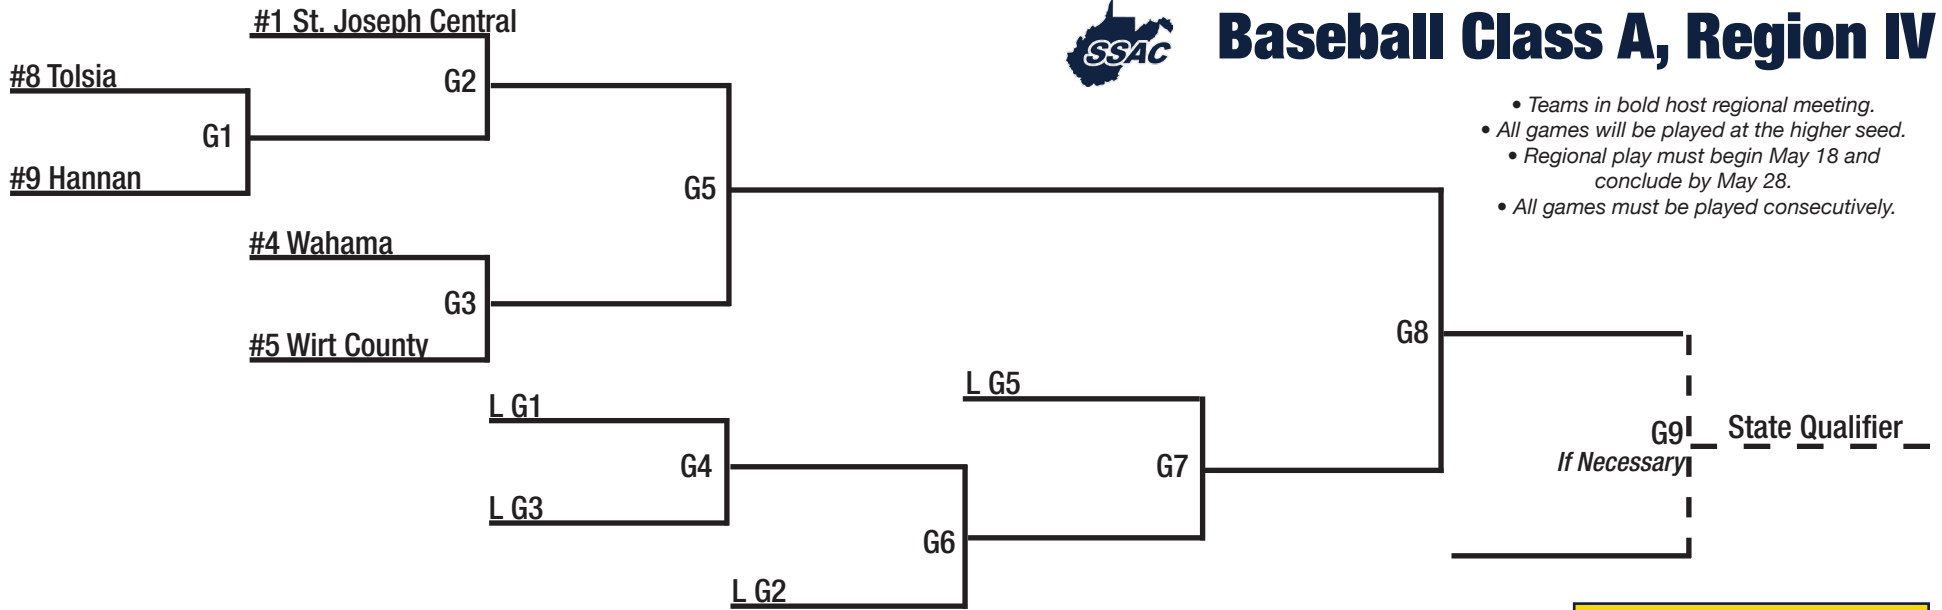 #1 St. Joseph Central
SSAC
Baseball Class A, Region IV
#8 Tolsia
G2
• Teams in bold host regional meeting.
• All games will be played at the higher seed.
G1
• Regional play must begin May 18 and
conclude by May 28.
#9 Hannan
G5
• All games must be played consecutively.
#4 Wahama
G3
G8
#5 Wirt County
L G5
L G1
G9
State Qualifier
If Necessary
G4
G7
L G3
G6
L G2